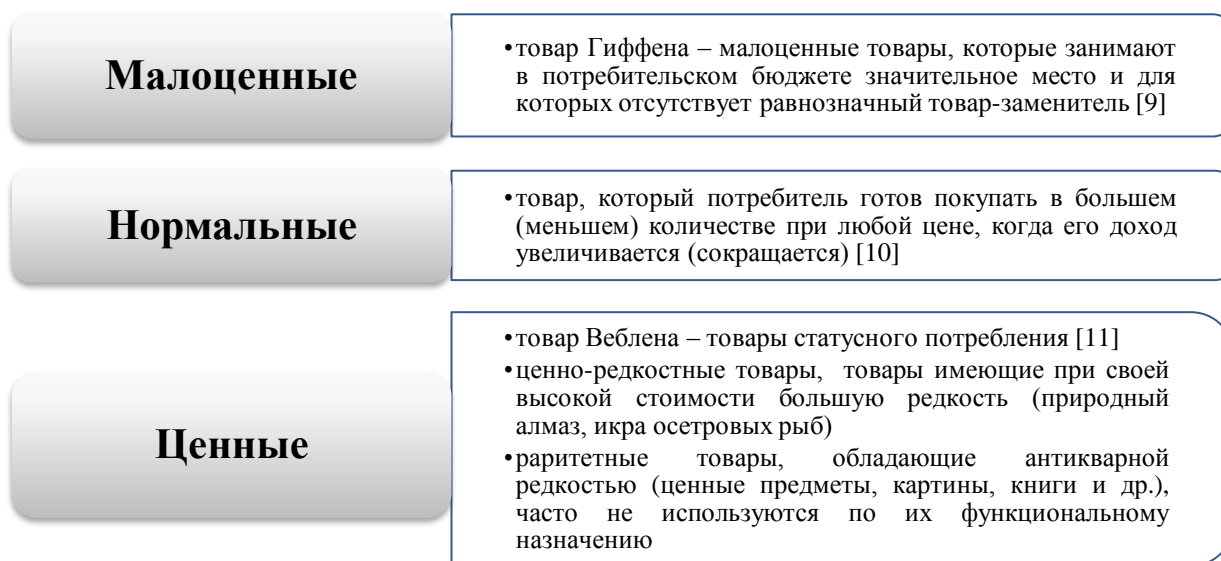 Малоценные
•товар Гиффена – малоценные товары, которые занимают
в потребительском бюджете значительное место и для
которых отсутствует равнозначный товар-заменитель [9]
Нормальные
•товар, который потребитель готов покупать в большем
(меньшем) количестве при любой цене, когда его доход
увеличивается (сокращается) [10]
Ценные
•товар Веблена – товары статусного потребления [11]
•ценно-редкостные товары, товары имеющие при своей
высокой стоимости большую редкость (природный
алмаз, икра осетровых рыб)
•раритетные товары, обладающие антикварной
редкостью (ценные предметы, картины, книги и др.),
часто не используются по их функциональному
назначению